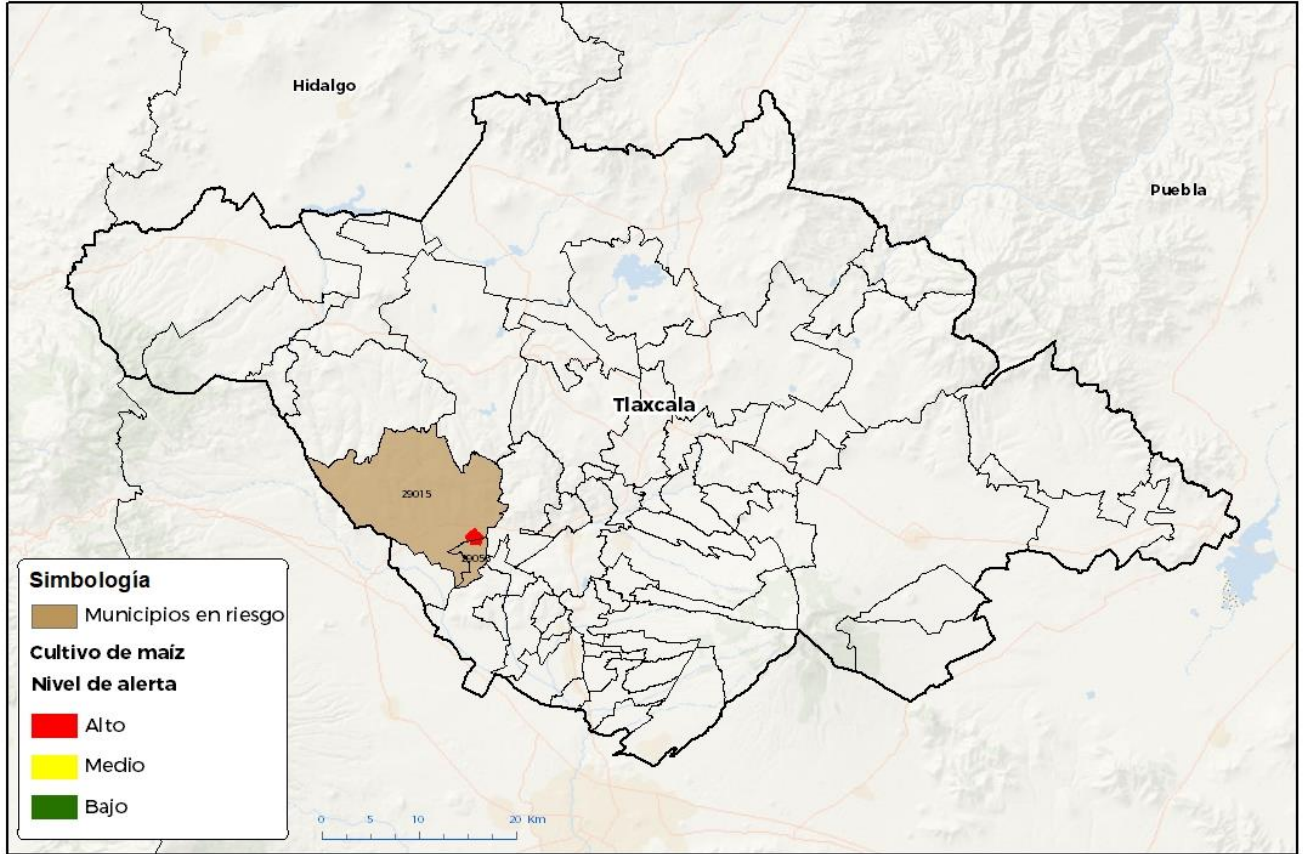 Hidalgo
Puebla
Tlaxcala
29015
Simbología
Municipios en riesgo
Cultivo de maíz
Nivel de alerta
Alto
Medio
Bajo
0 5 10 20 Km